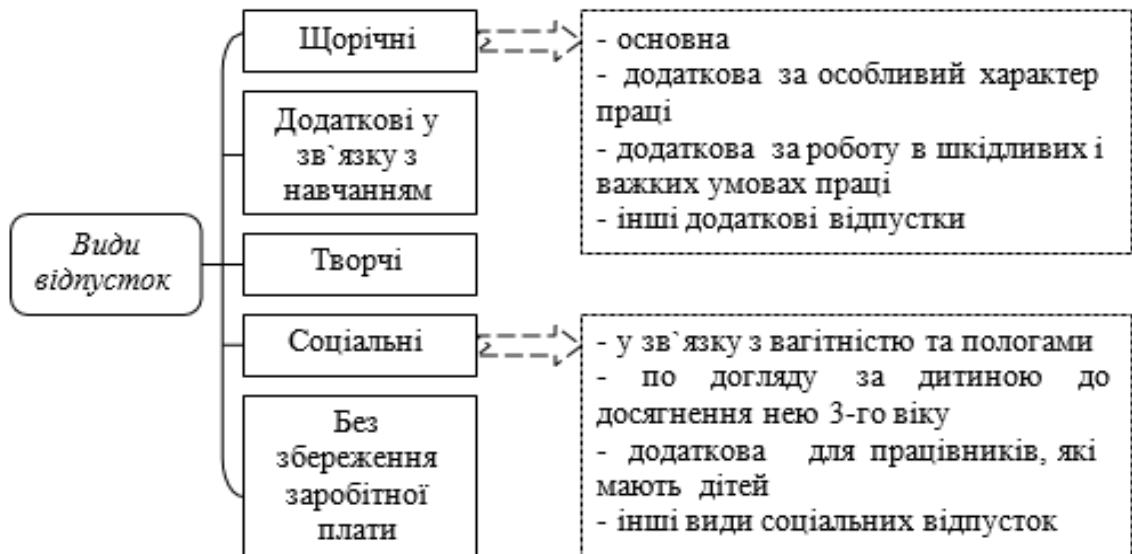 Види
відпусток
Щорічні
Додаткові у
зв`язку з
навчанням
Творчі
Соціальні
Без
збереження
заробітної
плати
- основна
- додаткова за особливий характер
праці
- додаткова за роботу в шкідливих і
важких умовах праці
- інші додаткові відпустки
- у зв`язку з вагітністю та пологами
- по догляду за дитиною до
досягнення нею 3-го віку
- додаткова для працівників, які
мають дітей
- інші види соціальних відпусток